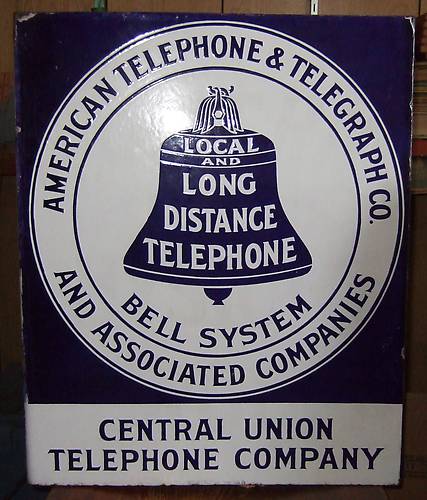 AMERICAN TELEPHONE & TELEGRAPH CO.
AND ASSOCIATED COMPANIES
LOCAL
AND
LONG
DISTANCE
TELEPHONE
BELL SYSTEM
CENTRAL UNION
TELEPHONE COMPANY